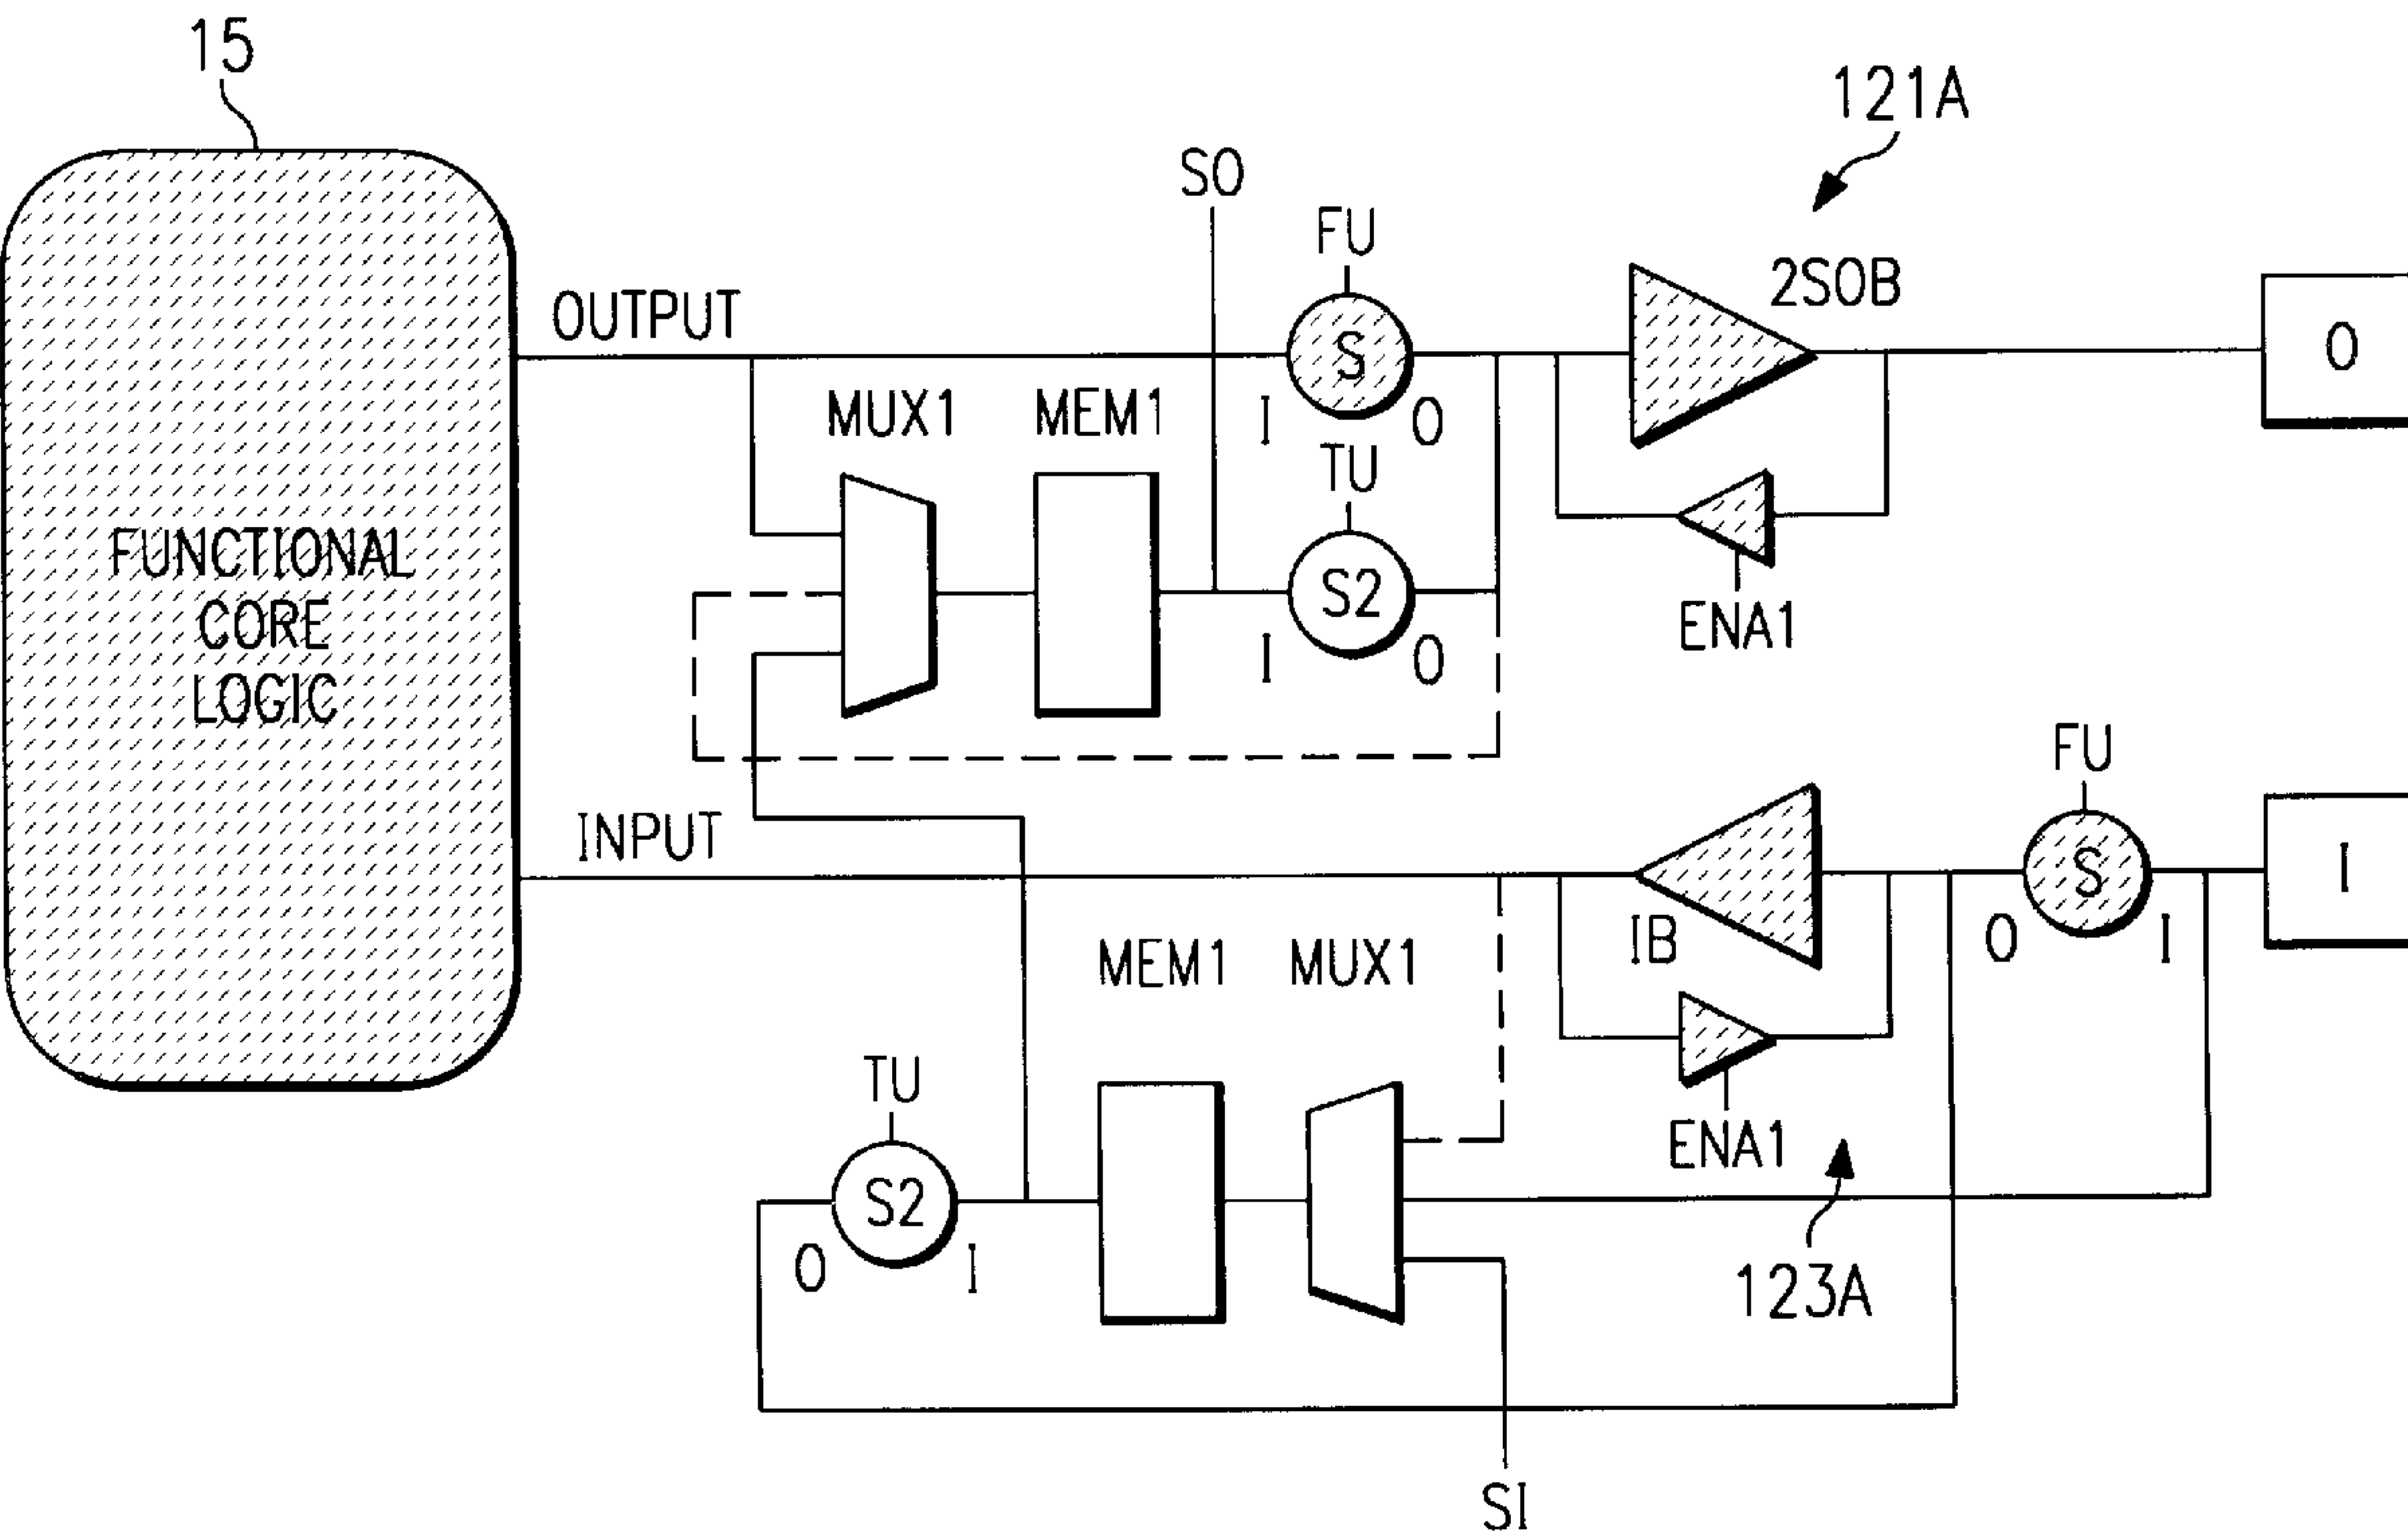 15
121A
SO
FU
2SOB
OUTPUT
S
O
MUX1
MEM1
I
O
TU
FUNCTIONAL
CORE
LOGIC
S2
ENA1
I
O
FU
INPUT
S
I
IB
O
I
MEM1
MUX1
TU
ENA1
S2
O
I
123A
SI